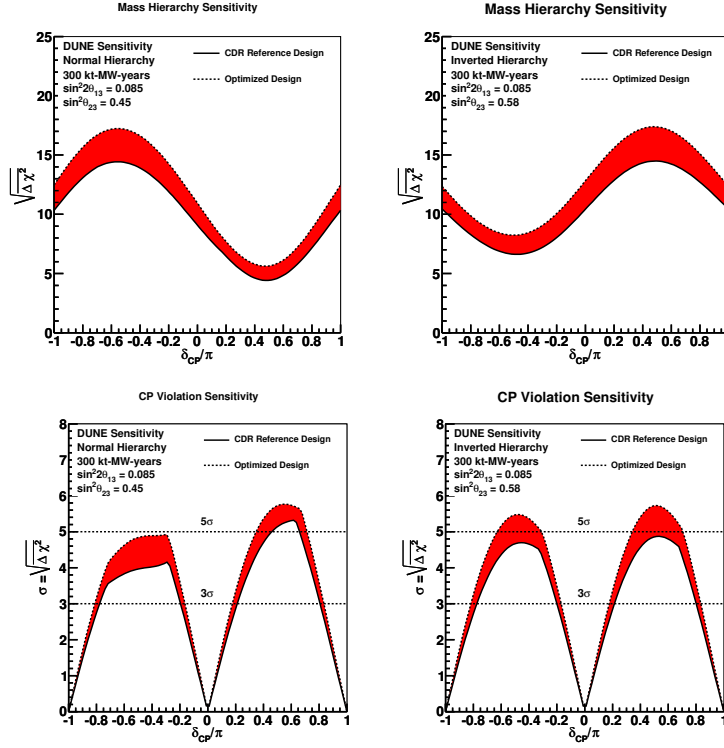 Mass Hierarchy Sensitivity
DUNE Sensitivity
Normal Hierarchy
300 kt-MW-years
sin²2θ₁₃ = 0.085
sin²θ₂₃ = 0.45
CDR Reference Design
Optimized Design
√Δχ²
25
20
15
10
5
0
-1 -0.8 -0.6 -0.4 -0.2 0 0.2 0.4 0.6 0.8 1
δCP/π
Mass Hierarchy Sensitivity
DUNE Sensitivity
Inverted Hierarchy
300 kt-MW-years
sin²2θ₁₃ = 0.085
sin²θ₂₃ = 0.58
CDR Reference Design
Optimized Design
√Δχ²
25
20
15
10
5
0
-1 -0.8 -0.6 -0.4 -0.2 0 0.2 0.4 0.6 0.8 1
δCP/π
CP Violation Sensitivity
DUNE Sensitivity
Normal Hierarchy
300 kt-MW-years
sin²2θ₁₃ = 0.085
sin²θ₂₃ = 0.45
CDR Reference Design
Optimized Design
5σ
3σ
σ = √Δχ²
8
7
6
5
4
3
2
1
0
-1 -0.8 -0.6 -0.4 -0.2 0 0.2 0.4 0.6 0.8 1
δCP/π
CP Violation Sensitivity
DUNE Sensitivity
Inverted Hierarchy
300 kt-MW-years
sin²2θ₁₃ = 0.085
sin²θ₂₃ = 0.58
CDR Reference Design
Optimized Design
5σ
3σ
σ = √Δχ²
8
7
6
5
4
3
2
1
0
-1 -0.8 -0.6 -0.4 -0.2 0 0.2 0.4 0.6 0.8 1
δCP/π